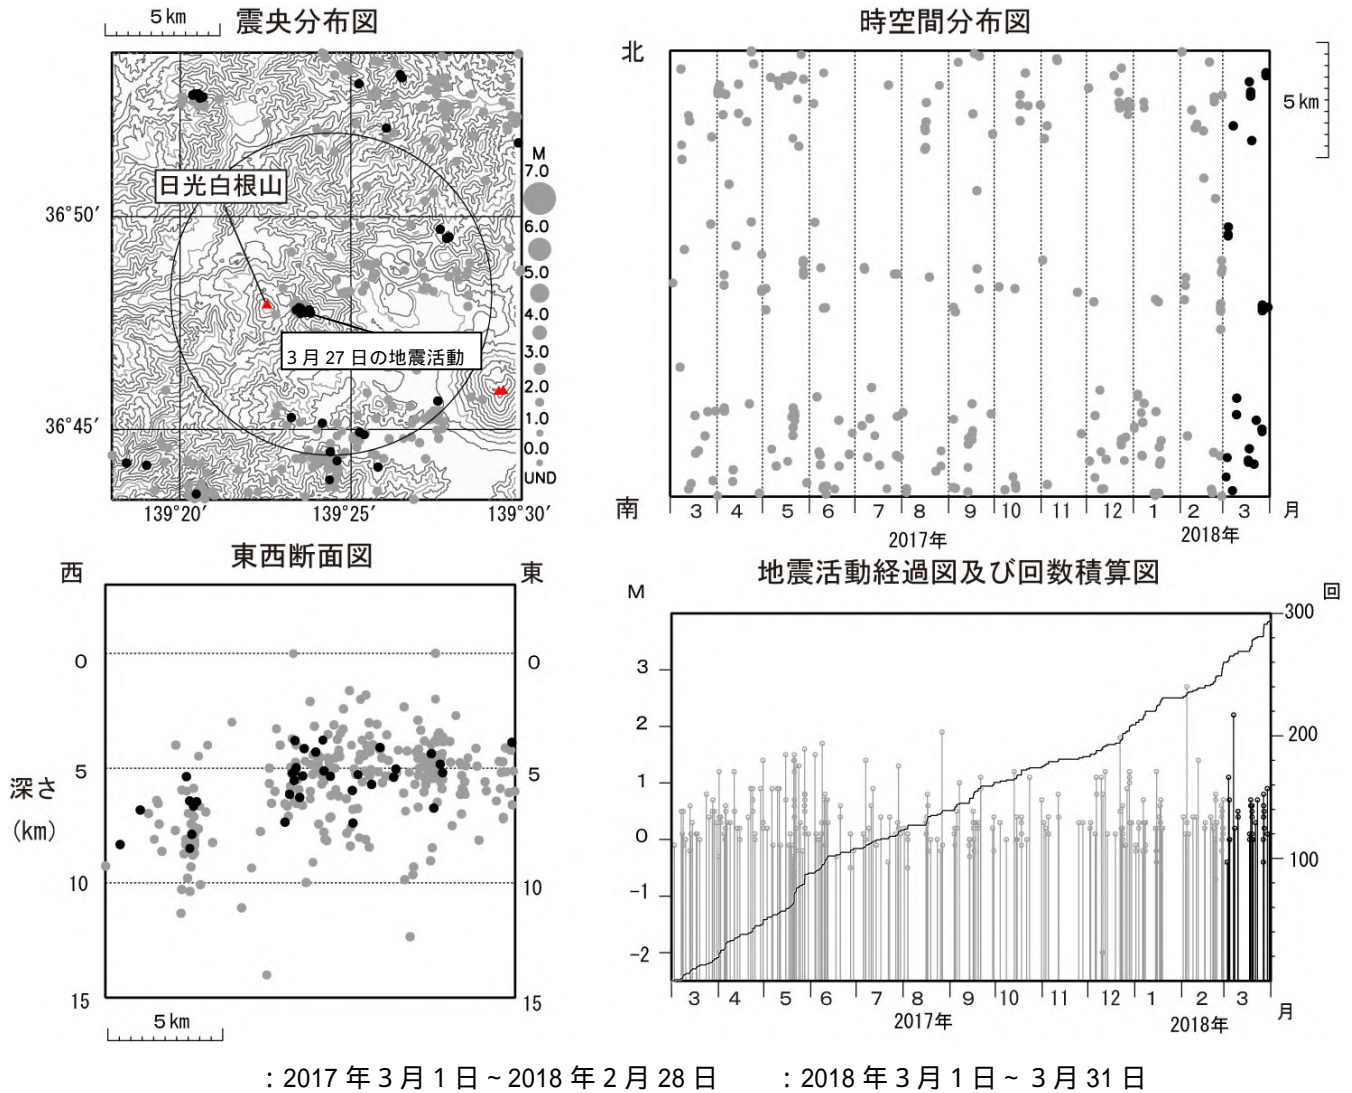 5km
震央分布図
日光白根山
3月27日の地震活動
36°50′
36°45′
139°20′
139°25′
139°30′
M
7.0
6.0
5.0
4.0
3.0
2.0
1.0
0.0
UND
時空間分布図
北
南
5km
3 4 5 6 7 8 9 10 11 12 1 2 3 月
2017年 2018年
東西断面図
西 東
0 0
5 5
深さ
(km)
10 10
15 15
5km
地震活動経過図及び回数積算図
M 回
300
3
2
200
1
0
100
-1
-2
3 4 5 6 7 8 9 10 11 12 1 2 3 月
2017年 2018年
：2017年3月1日～2018年2月28日 ：2018年3月1日～3月31日